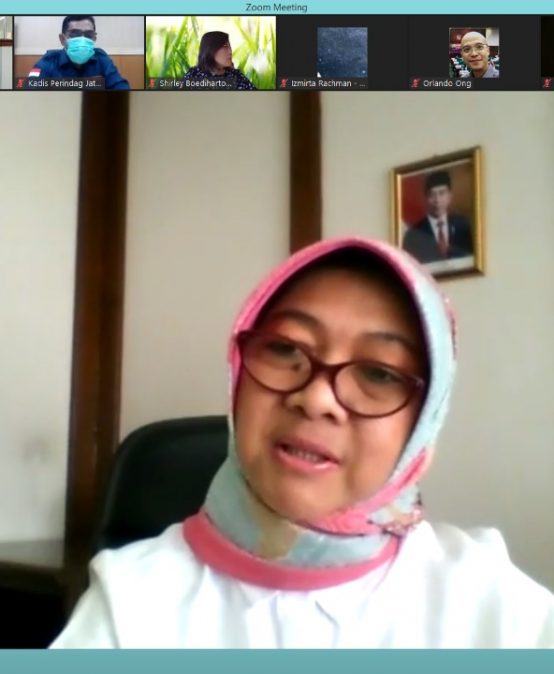 Zoom Meeting
Kadis Perindag Jat...
Shirley Boediharto...
Izmirta Rachman - ...
Orlando Ong